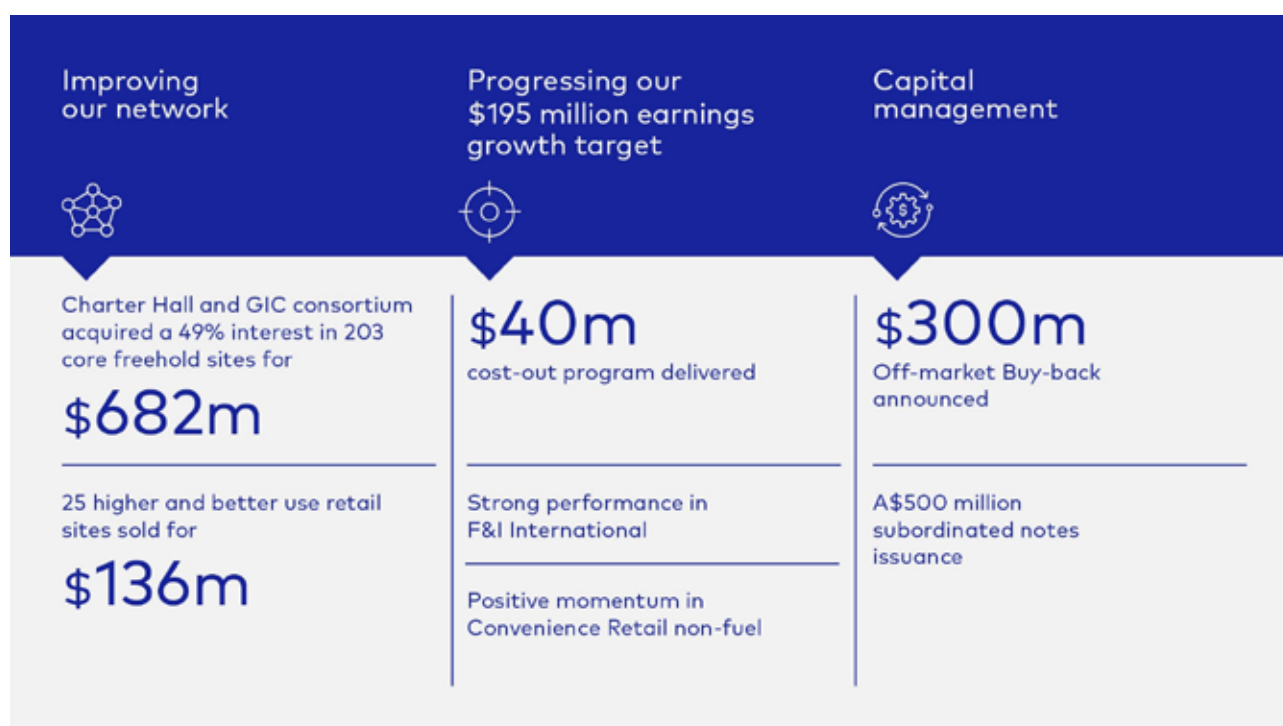 Improving
our network
Charter Hall and GIC consortium
acquired a 49% interest in 203
core freehold sites for
$682m
25 higher and better use retail
sites sold for
$136m
Progressing our
$195 million earnings
growth target
$40m
cost-out program delivered
Strong performance in
F&I International
Positive momentum in
Convenience Retail non-fuel
Capital
management
$
$300m
Off-market Buy-back
announced
A$500 million
subordinated notes
issuance